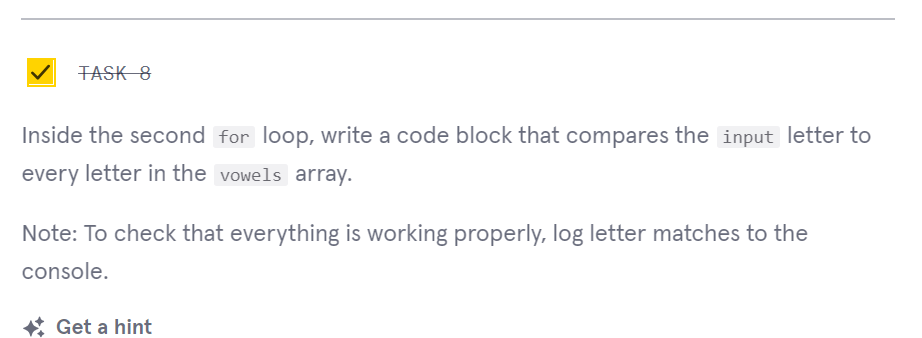 TASK 8
Inside the second for loop, write a code block that compares the input letter to
every letter in the vowels array.
Note: To check that everything is working properly, log letter matches to the
console.
Get a hint